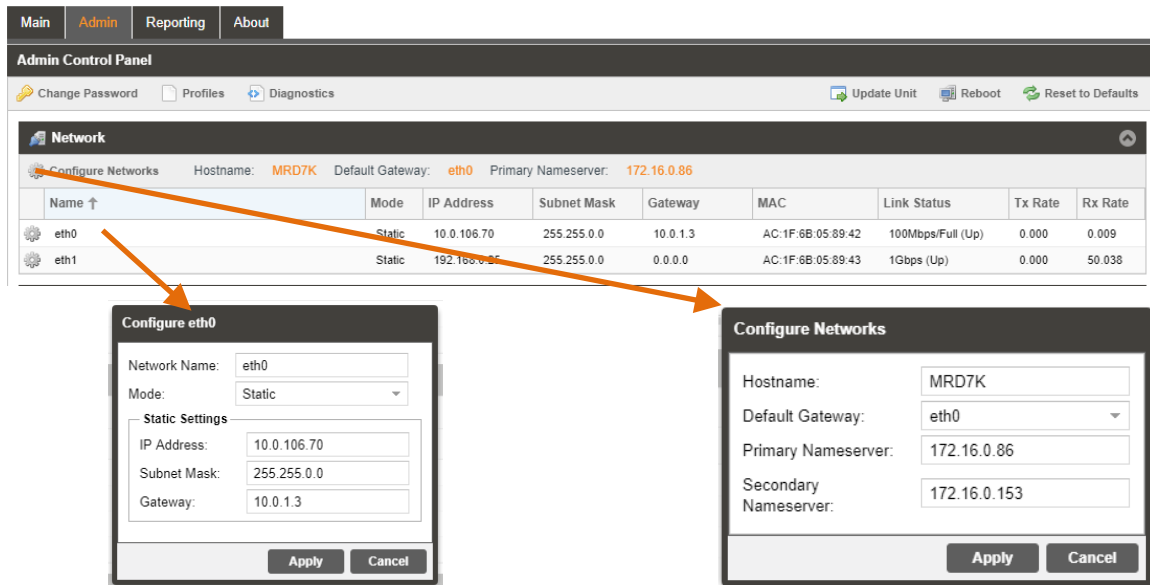 Main Admin Reporting About
Admin Control Panel
Change Password Profiles Diagnostics Update Unit Reboot Reset to Defaults
Network
Configure Networks Hostname: MRD7K Default Gateway: eth0 Primary Nameserver: 172.16.0.86
Name Mode IP Address Subnet Mask Gateway MAC Link Status Tx Rate Rx Rate
eth0 Static 10.0.106.70 255.255.0.0 10.0.1.3 AC:1F:6B:05:89:42 100Mbps/Full (Up) 0.000 0.009
eth1 Static 255.255.0.0 0.0.0.0 AC:1F:6B:05:89:43 1Gbps (Up) 0.000 50.038
Configure eth0
Network Name: eth0
Mode: Static
Static Settings
IP Address: 10.0.106.70
Subnet Mask: 255.255.0.0
Gateway: 10.0.1.3
Apply Cancel
Configure Networks
Hostname: MRD7K
Default Gateway: eth0
Primary Nameserver: 172.16.0.86
Secondary
Nameserver: 172.16.0.153
Apply Cancel